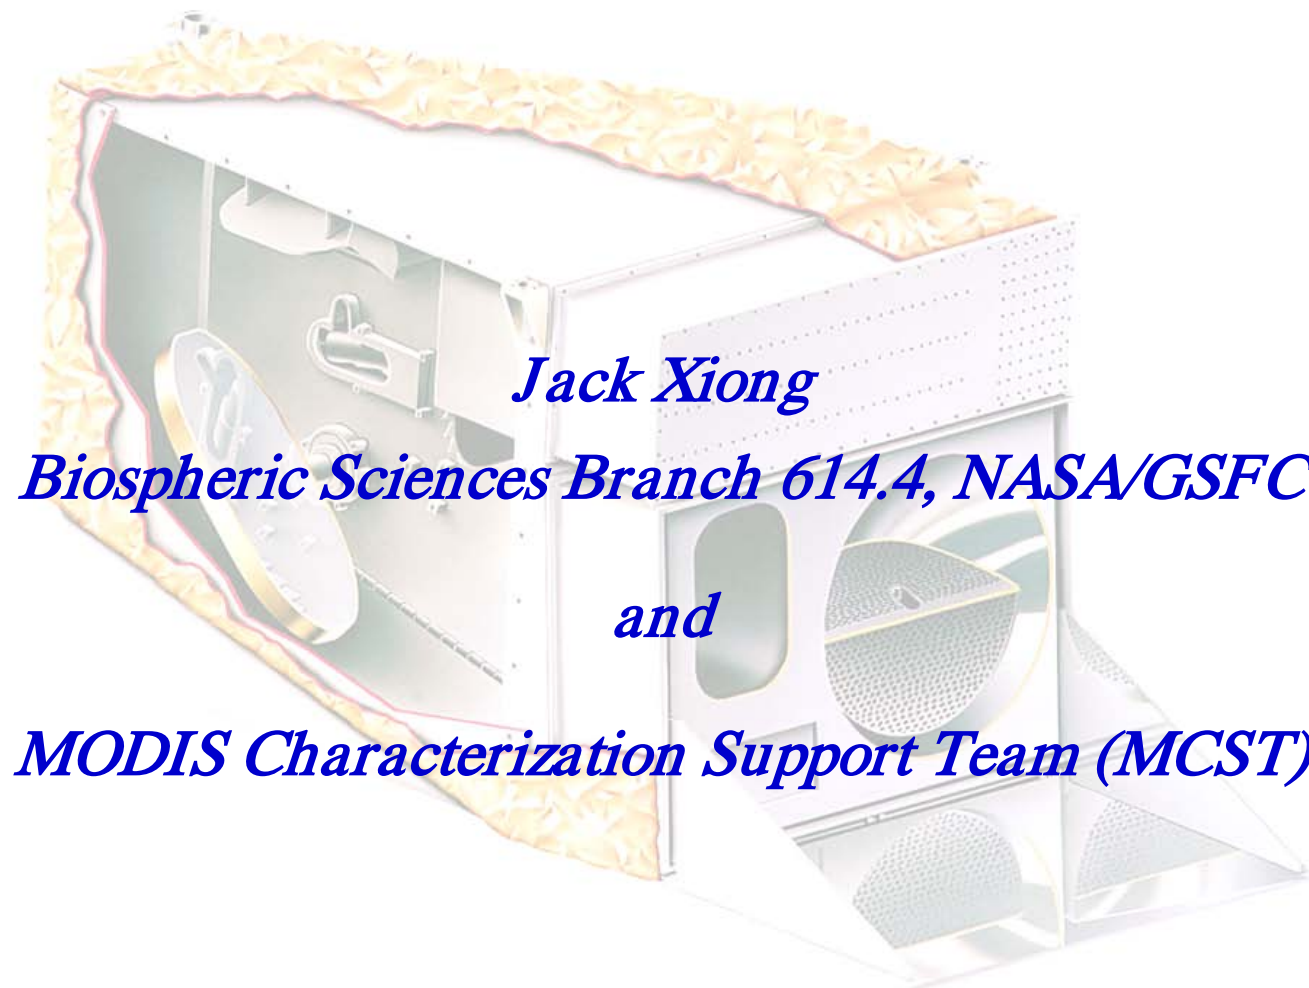 Jack Xiong
Biospheric Sciences Branch 614.4, NASA/GSFC
and
MODIS Characterization Support Team (MCST)